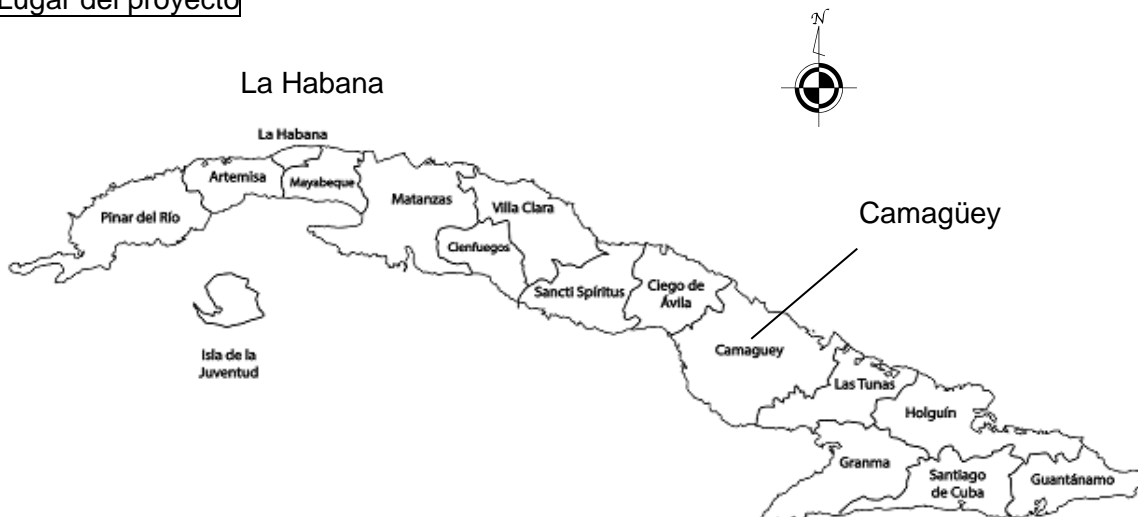 Lugar del proyecto
N
La Habana
La Habana
Artemisa
Mayabeque
Matanzas
Villa Clara
Pinar del Río
Camagüey
Cienfuegos
Sancti Spíritus
Ciego de
Ávila
Isla de la
Juventud
Camaguey
Las Tunas
Holguín
Granma
Santiago
de Cuba
Guantánamo